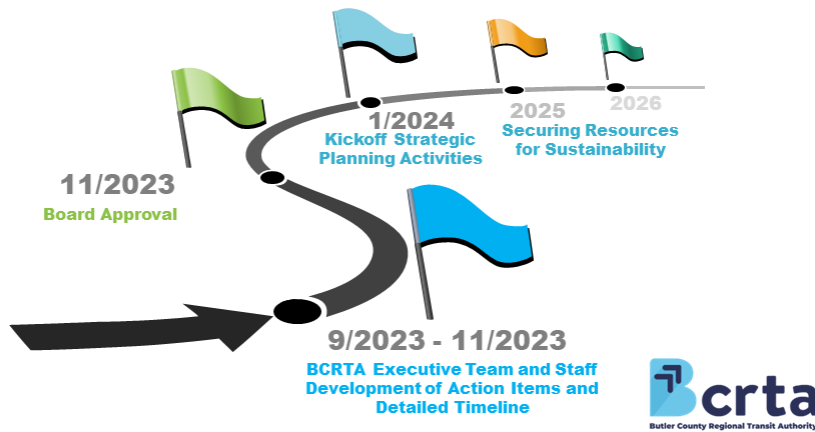 1/2024
Kickoff Strategic
Planning Activities
2025
2026
Securing Resources
for Sustainability
11/2023
Board Approval
9/2023 - 11/2023
BCRTA Executive Team and Staff
Development of Action Items and
Detailed Timeline
Bcrta
Butler County Regional Transit Authority